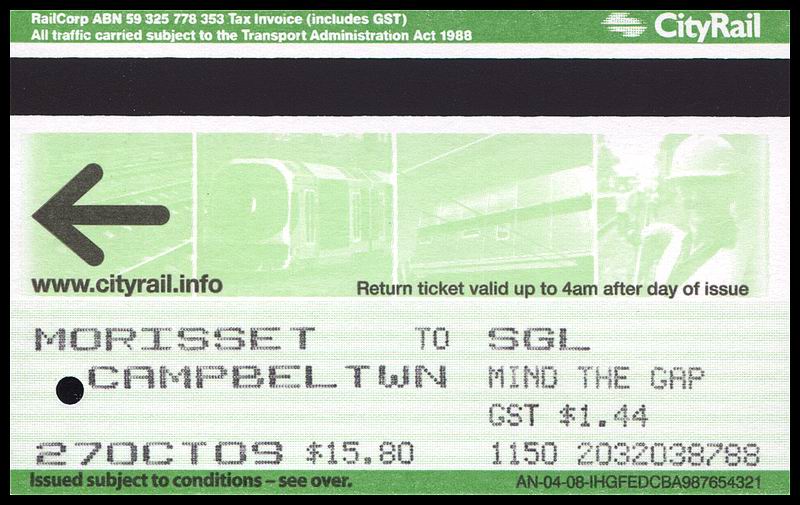 RailCorp ABN 59 325 778 353 Tax Invoice (includes GST)
All traffic carried subject to the Transport Administration Act 1988
CityRail
www.cityrail.info
Return ticket valid up to 4am after day of issue
MORISSET TO SGL
CAMPBELTWN MIND THE GAP
GST $1.44
27OCT09 $15.80 1150 2032038788
Issued subject to conditions – see over.
AN-04-08-IHGFEDCBA987654321